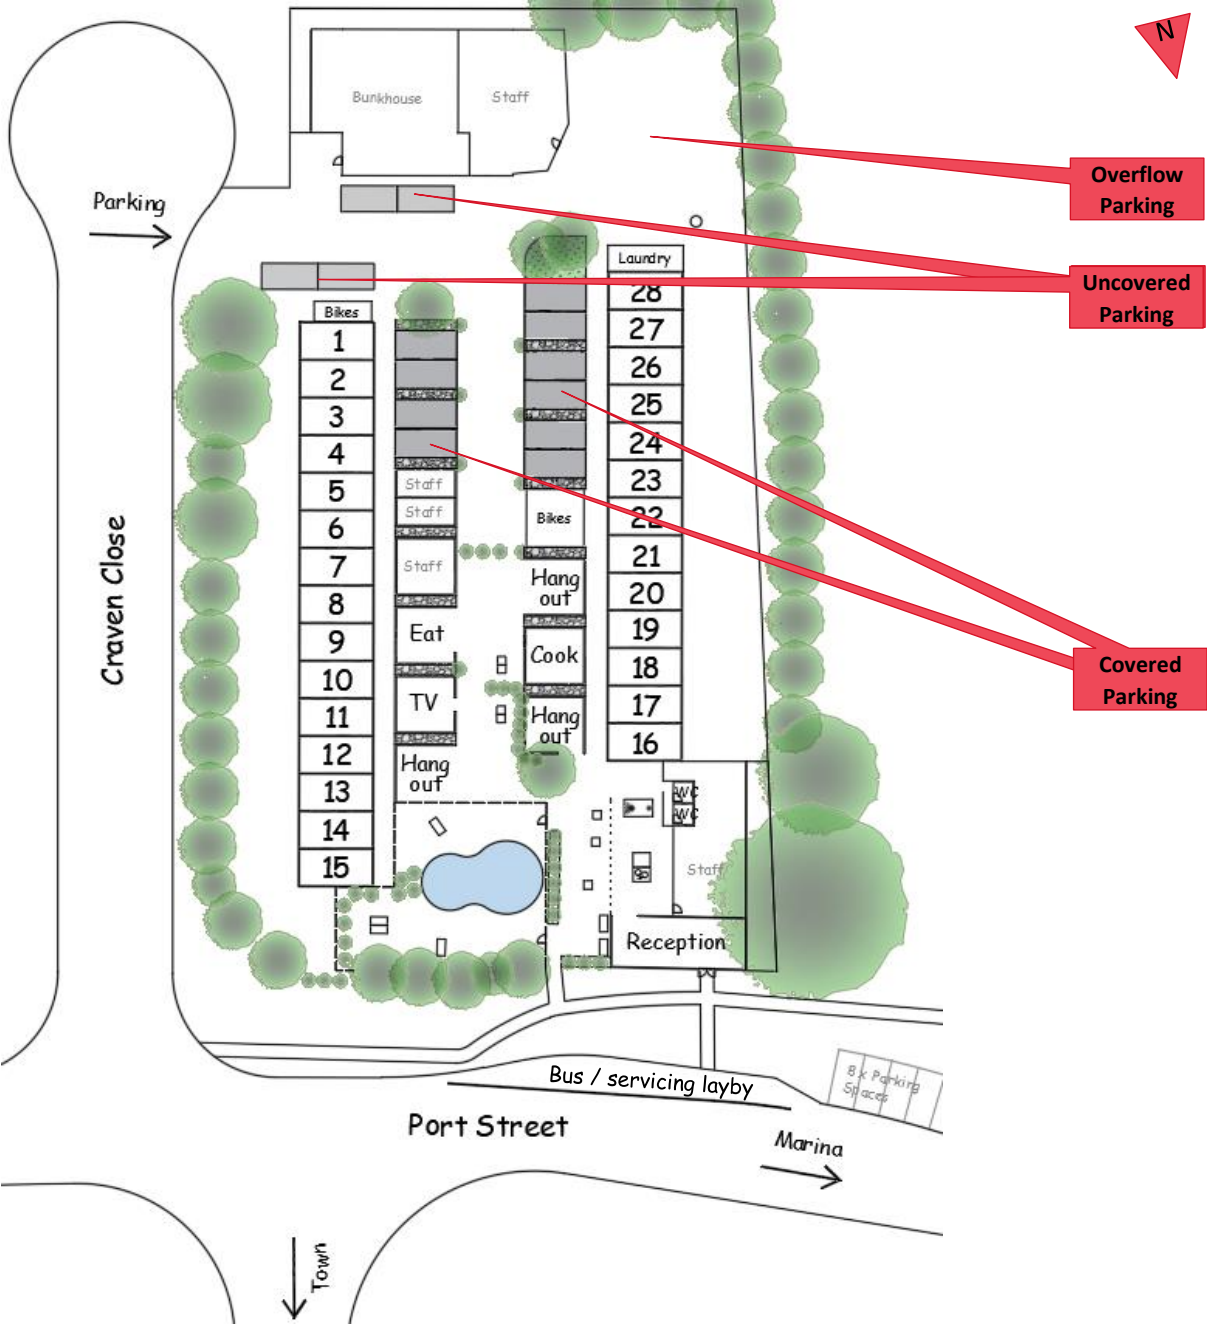 N
Bunkhouse
Staff
Overflow
Parking
Parking
Laundry
Uncovered
Parking
Bikes
28
27
26
25
24
23
22
21
20
19
18
17
16
1
2
3
4
5
6
7
8
9
10
11
12
13
14
15
Staff
Staff
Staff
Eat
TV
Hang
out
Bikes
Hang
out
Cook
Hang
out
Covered
Parking
Craven Close
WC
WC
Staff
Reception
Bus / servicing layby
8 x Parking
Spaces
Port Street
Marina
Town